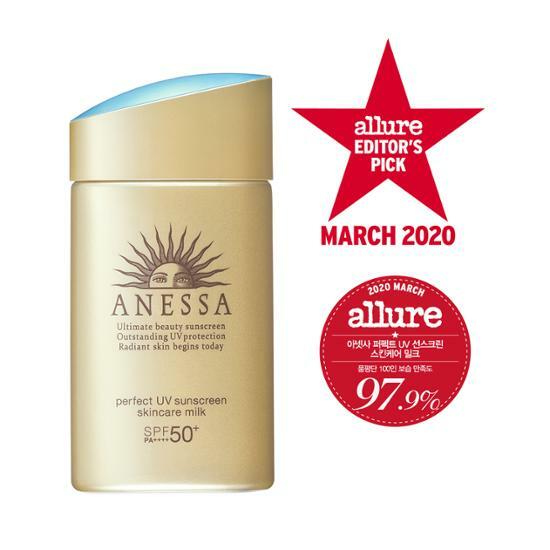 ANESSA
Ultimate beauty sunscreen
Outstanding UV protection
Radiant skin begins today
perfect UV sunscreen
skincare milk
SPF 50+
PA++++
allure
EDITOR'S
PICK
MARCH 2020
2020 MARCH
allure
아넷사 퍼펙트 UV 선스크린
스킨케어 밀크
품평단 100인 보습 만족도
97.9%